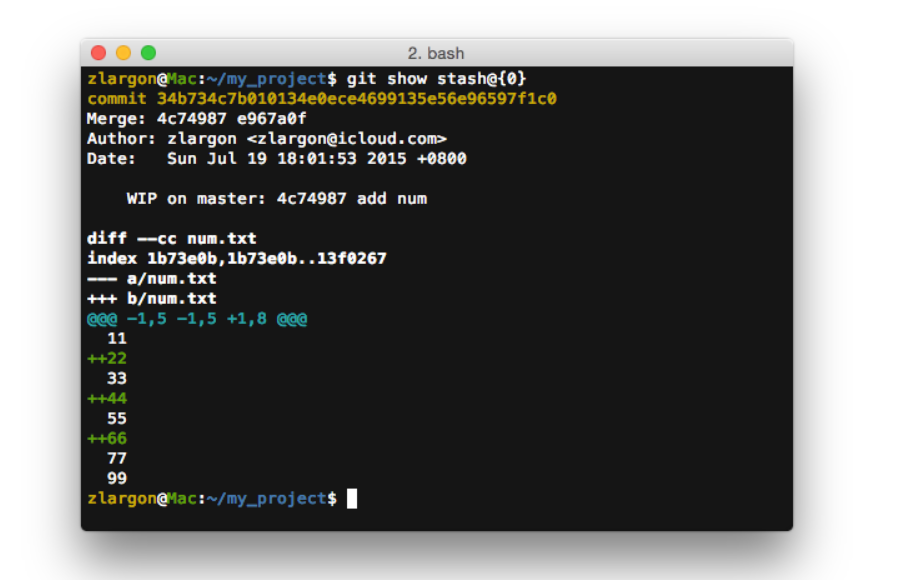 2. bash
zlargon@Mac:~/my_project$ git show stash@{0}
commit 34b734c7b010134e0ece4699135e56e96597f1c0
Merge: 4c74987 e967a0f
Author: zlargon <zlargon@icloud.com>
Date:   Sun Jul 19 18:01:53 2015 +0800
    WIP on master: 4c74987 add num
diff --cc num.txt
index 1b73e0b,1b73e0b..13f0267
--- a/num.txt
+++ b/num.txt
@@@ -1,5 -1,5 +1,8 @@@
  11
++22
  33
++44
  55
++66
  77
  99
zlargon@Mac:~/my_project$